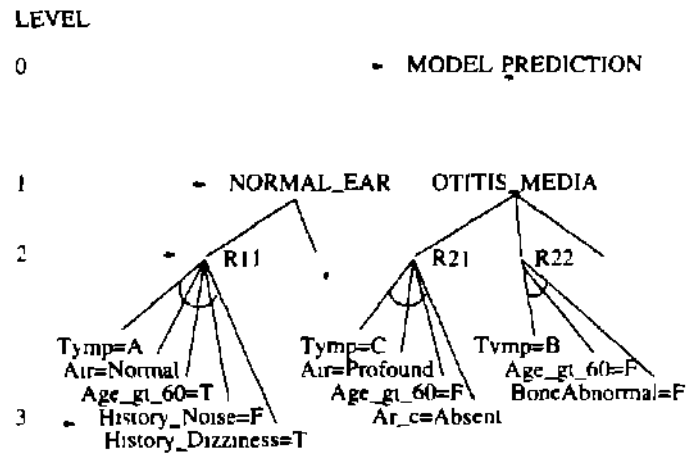 LEVEL
0 MODEL PREDICTION
1 NORMAL_EAR OTITIS_MEDIA
2 R11 R21 R22
Tymp=A Tymp=C Tymp=B
Air=Normal Air=Profound Age_gt_60=F
Age_gt_60=T Age_gt_60=F BoneAbnormal=F
3 History_Noise=F Ar_c=Absent
History_Dizziness=T